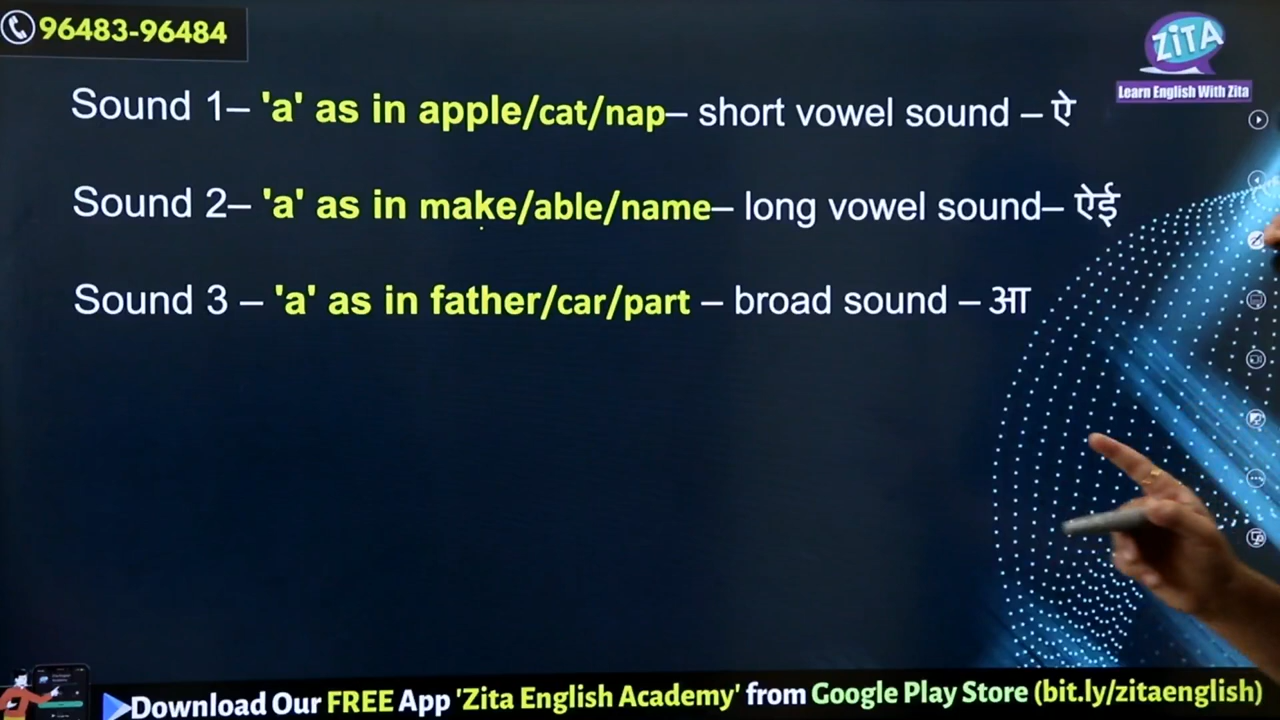 96483-96484
ZiTA
Learn English With Zita
Sound 1– 'a' as in apple/cat/nap– short vowel sound – ऐ
Sound 2– 'a' as in make/able/name– long vowel sound– ऐई
Sound 3 – 'a' as in father/car/part – broad sound – आ
Download Our FREE App 'Zita English Academy' from Google Play Store (bit.ly/zitaenglish)